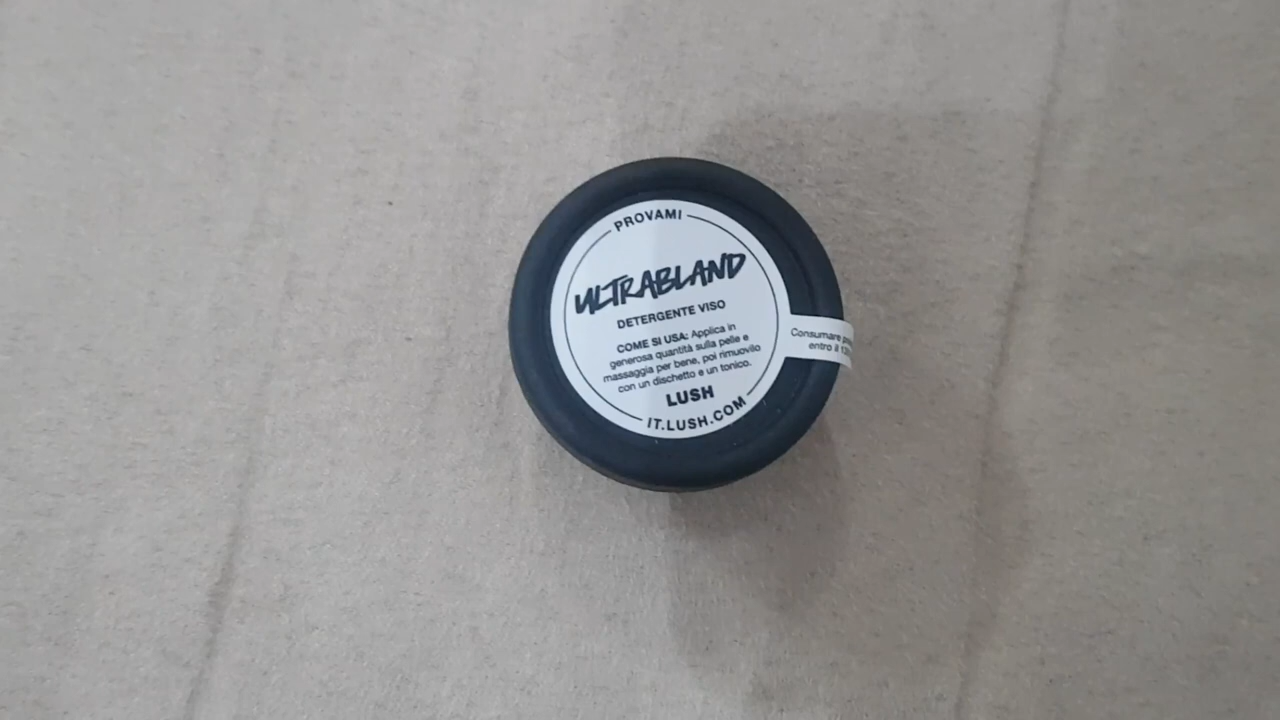 PROVAMI
ULTRABLAND
DETERGENTE VISO
COME SI USA: Applica in
generosa quantità sulla pelle e
massaggia per bene, poi rimuovilo
con un dischetto e un tonico.
LUSH
IT.LUSH.COM
Consumare
entro il